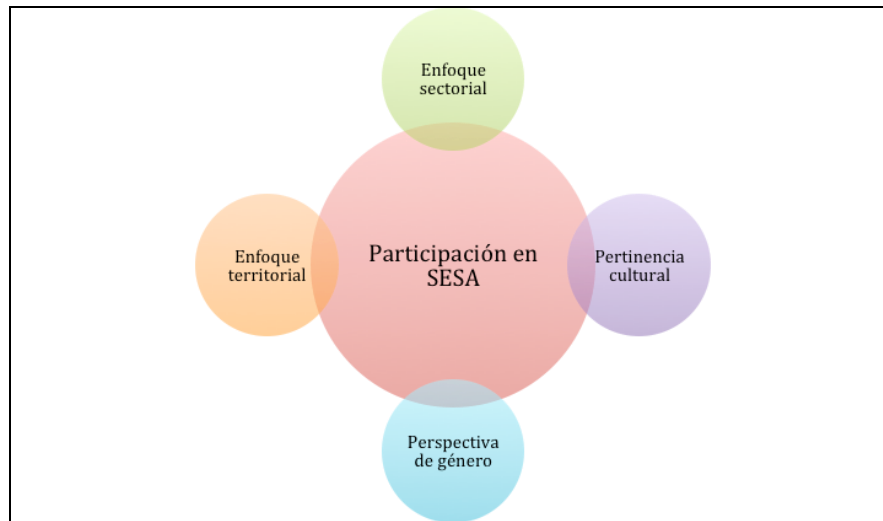 Enfoque
sectorial
Enfoque
territorial
Participación en
SESA
Pertinencia
cultural
Perspectiva
de género